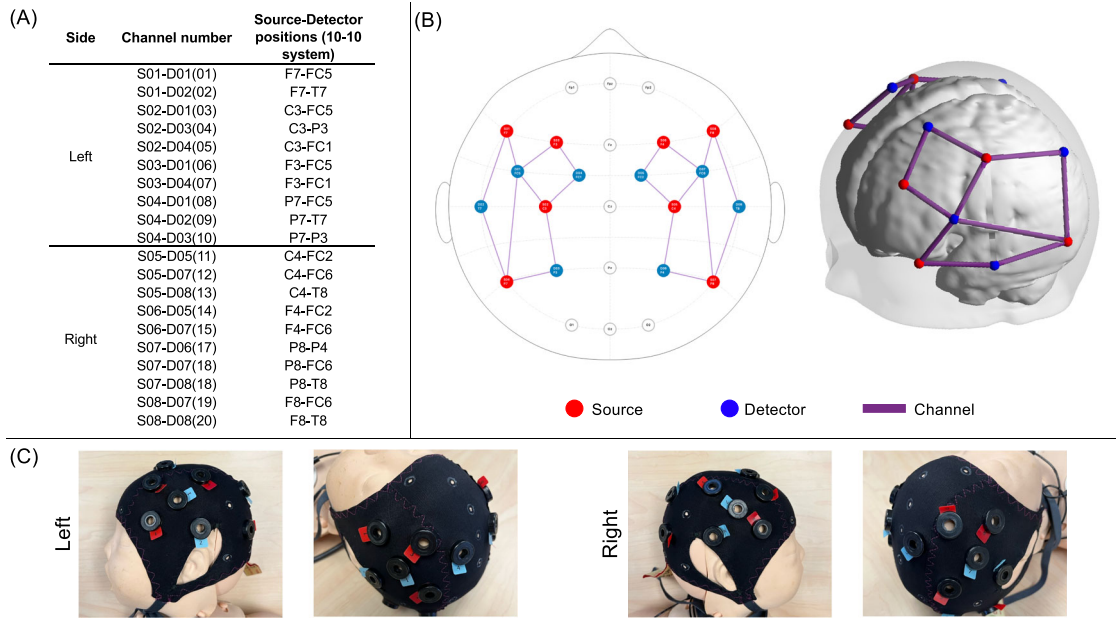 (A)
Side Channel number Source-Detector positions (10-10 system)
Left
S01-D01(01) F7-FC5
S01-D02(02) F7-T7
S02-D01(03) C3-FC5
S02-D03(04) C3-P3
S02-D04(05) C3-FC1
S03-D01(06) F3-FC5
S03-D04(07) F3-FC1
S04-D01(08) P7-FC5
S04-D02(09) P7-T7
S04-D03(10) P7-P3
Right
S05-D05(11) C4-FC2
S05-D07(12) C4-FC6
S05-D08(13) C4-T8
S06-D05(14) F4-FC2
S06-D07(15) F4-FC6
S07-D06(17) P8-P4
S07-D07(18) P8-FC6
S07-D08(18) P8-T8
S08-D07(19) F8-FC6
S08-D08(20) F8-T8
(B)
Source Detector Channel
(C)
Left
Right